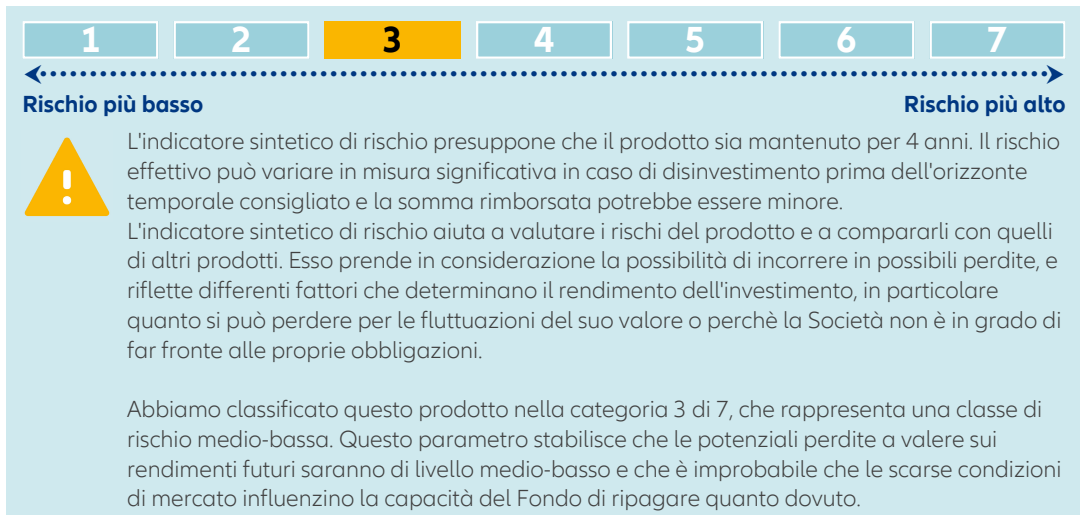 1 2 3 4 5 6 7
Rischio più basso Rischio più alto
L'indicatore sintetico di rischio presuppone che il prodotto sia mantenuto per 4 anni. Il rischio
effettivo può variare in misura significativa in caso di disinvestimento prima dell'orizzonte
temporale consigliato e la somma rimborsata potrebbe essere minore.
L'indicatore sintetico di rischio aiuta a valutare i rischi del prodotto e a compararli con quelli
di altri prodotti. Esso prende in considerazione la possibilità di incorrere in possibili perdite, e
riflette differenti fattori che determinano il rendimento dell'investimento, in particolare
quanto si può perdere per le fluttuazioni del suo valore o perchè la Società non è in grado di
far fronte alle proprie obbligazioni.
Abbiamo classificato questo prodotto nella categoria 3 di 7, che rappresenta una classe di
rischio medio-bassa. Questo parametro stabilisce che le potenziali perdite a valere sui
rendimenti futuri saranno di livello medio-basso e che è improbabile che le scarse condizioni
di mercato influenzino la capacità del Fondo di ripagare quanto dovuto.